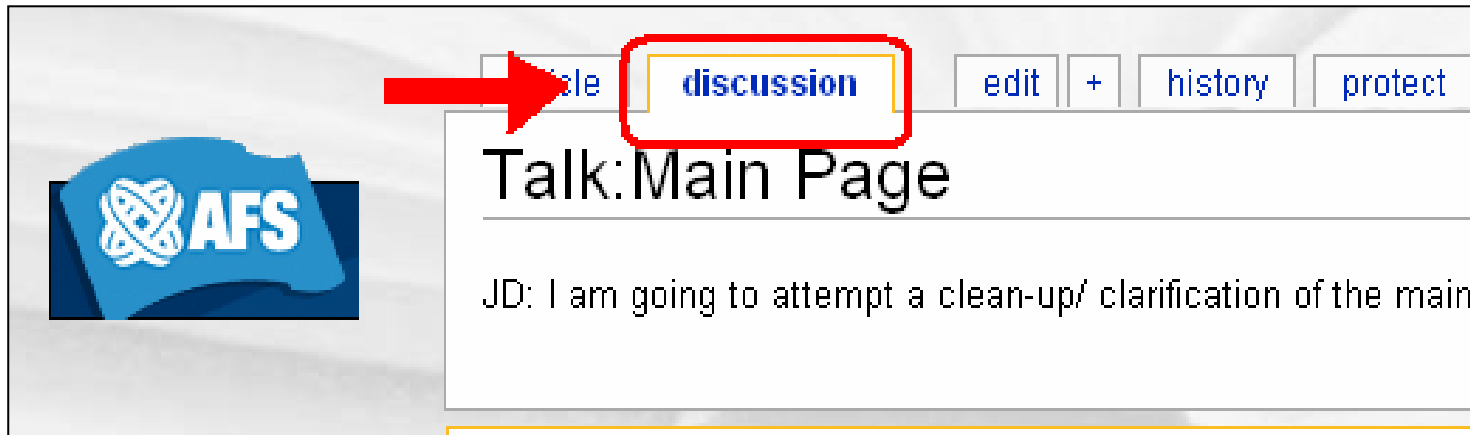 discussion edit + history protect
AFS
Talk:Main Page
JD: I am going to attempt a clean-up/ clarification of the main